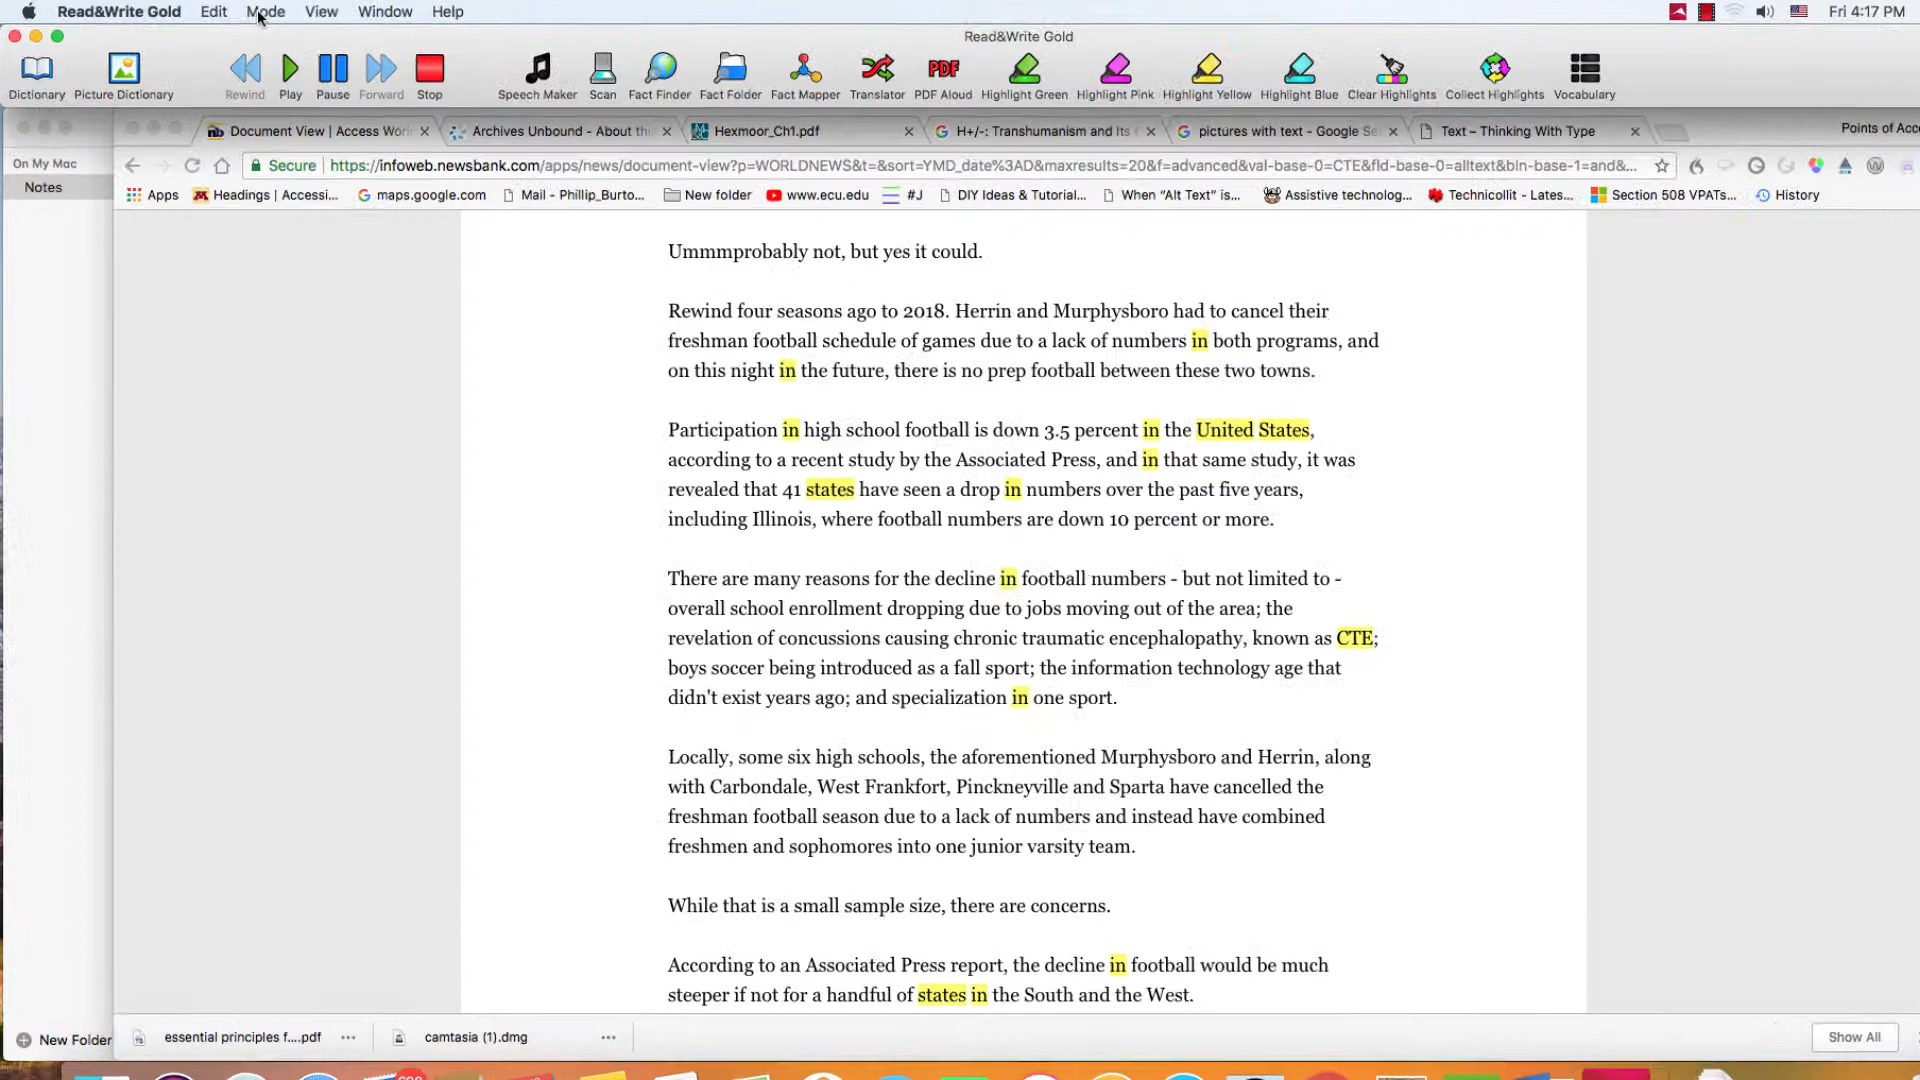 Read&Write Gold Edit Mode View Window Help Fri 4:17 PM
Read&Write Gold
Dictionary Picture Dictionary Rewind Play Pause Forward Stop Speech Maker Scan Fact Finder Fact Folder Fact Mapper Translator PDF Aloud Highlight Green Highlight Pink Highlight Yellow Highlight Blue Clear Highlights Collect Highlights Vocabulary
Document View | Access Worl Archives Unbound - About this Hexmoor_Ch1.pdf H+/-: Transhumanism and Its pictures with text - Google Se Text – Thinking With Type Points of Acc
On My Mac
Secure https://infoweb.newsbank.com/apps/news/document-view?p=WORLDNEWS&t=&sort=YMD_date%3AD&maxresults=20&f=advanced&val-base-0=CTE&fld-base-0=alltext&bln-base-1=and&...
Notes
Apps Headings | Accessi... maps.google.com Mail - Phillip_Burto... New folder www.ecu.edu #J DIY Ideas & Tutorial... When "Alt Text" is... Assistive technolog... Technicollit - Lates... Section 508 VPATs... History
Ummmprobably not, but yes it could.
Rewind four seasons ago to 2018. Herrin and Murphysboro had to cancel their
freshman football schedule of games due to a lack of numbers in both programs, and
on this night in the future, there is no prep football between these two towns.
Participation in high school football is down 3.5 percent in the United States,
according to a recent study by the Associated Press, and in that same study, it was
revealed that 41 states have seen a drop in numbers over the past five years,
including Illinois, where football numbers are down 10 percent or more.
There are many reasons for the decline in football numbers - but not limited to -
overall school enrollment dropping due to jobs moving out of the area; the
revelation of concussions causing chronic traumatic encephalopathy, known as CTE;
boys soccer being introduced as a fall sport; the information technology age that
didn't exist years ago; and specialization in one sport.
Locally, some six high schools, the aforementioned Murphysboro and Herrin, along
with Carbondale, West Frankfort, Pinckneyville and Sparta have cancelled the
freshman football season due to a lack of numbers and instead have combined
freshmen and sophomores into one junior varsity team.
While that is a small sample size, there are concerns.
According to an Associated Press report, the decline in football would be much
steeper if not for a handful of states in the South and the West.
New Folder essential principles f....pdf camtasia (1).dmg Show All